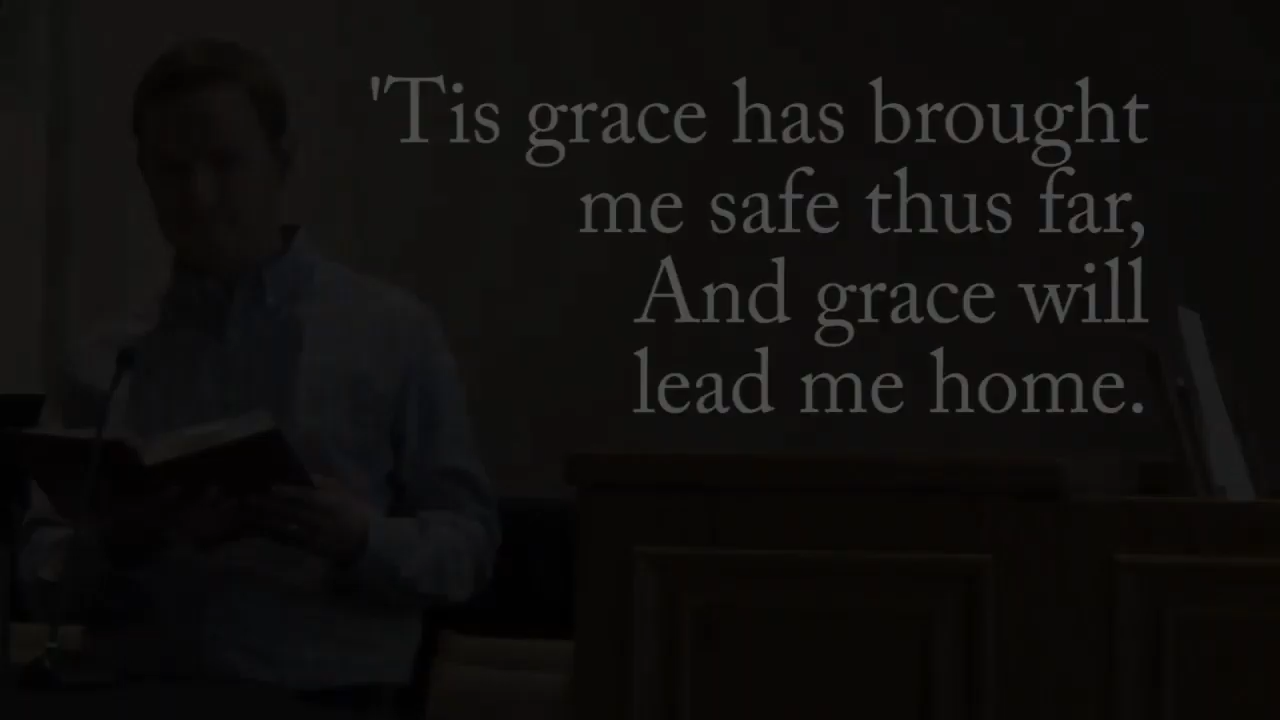 'Tis grace has brought
me safe thus far,
And grace will
lead me home.